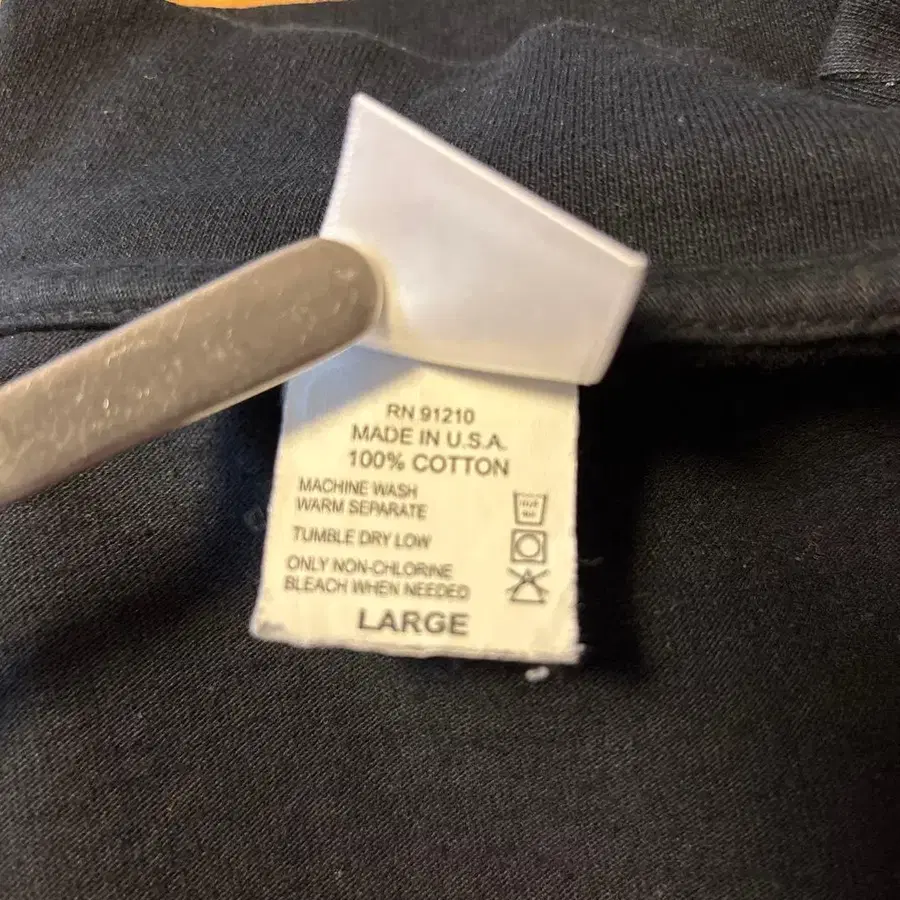 RN 91210
MADE IN U.S.A.
100% COTTON
MACHINE WASH
WARM SEPARATE
TUMBLE DRY LOW
ONLY NON-CHLORINE
BLEACH WHEN NEEDED
LARGE